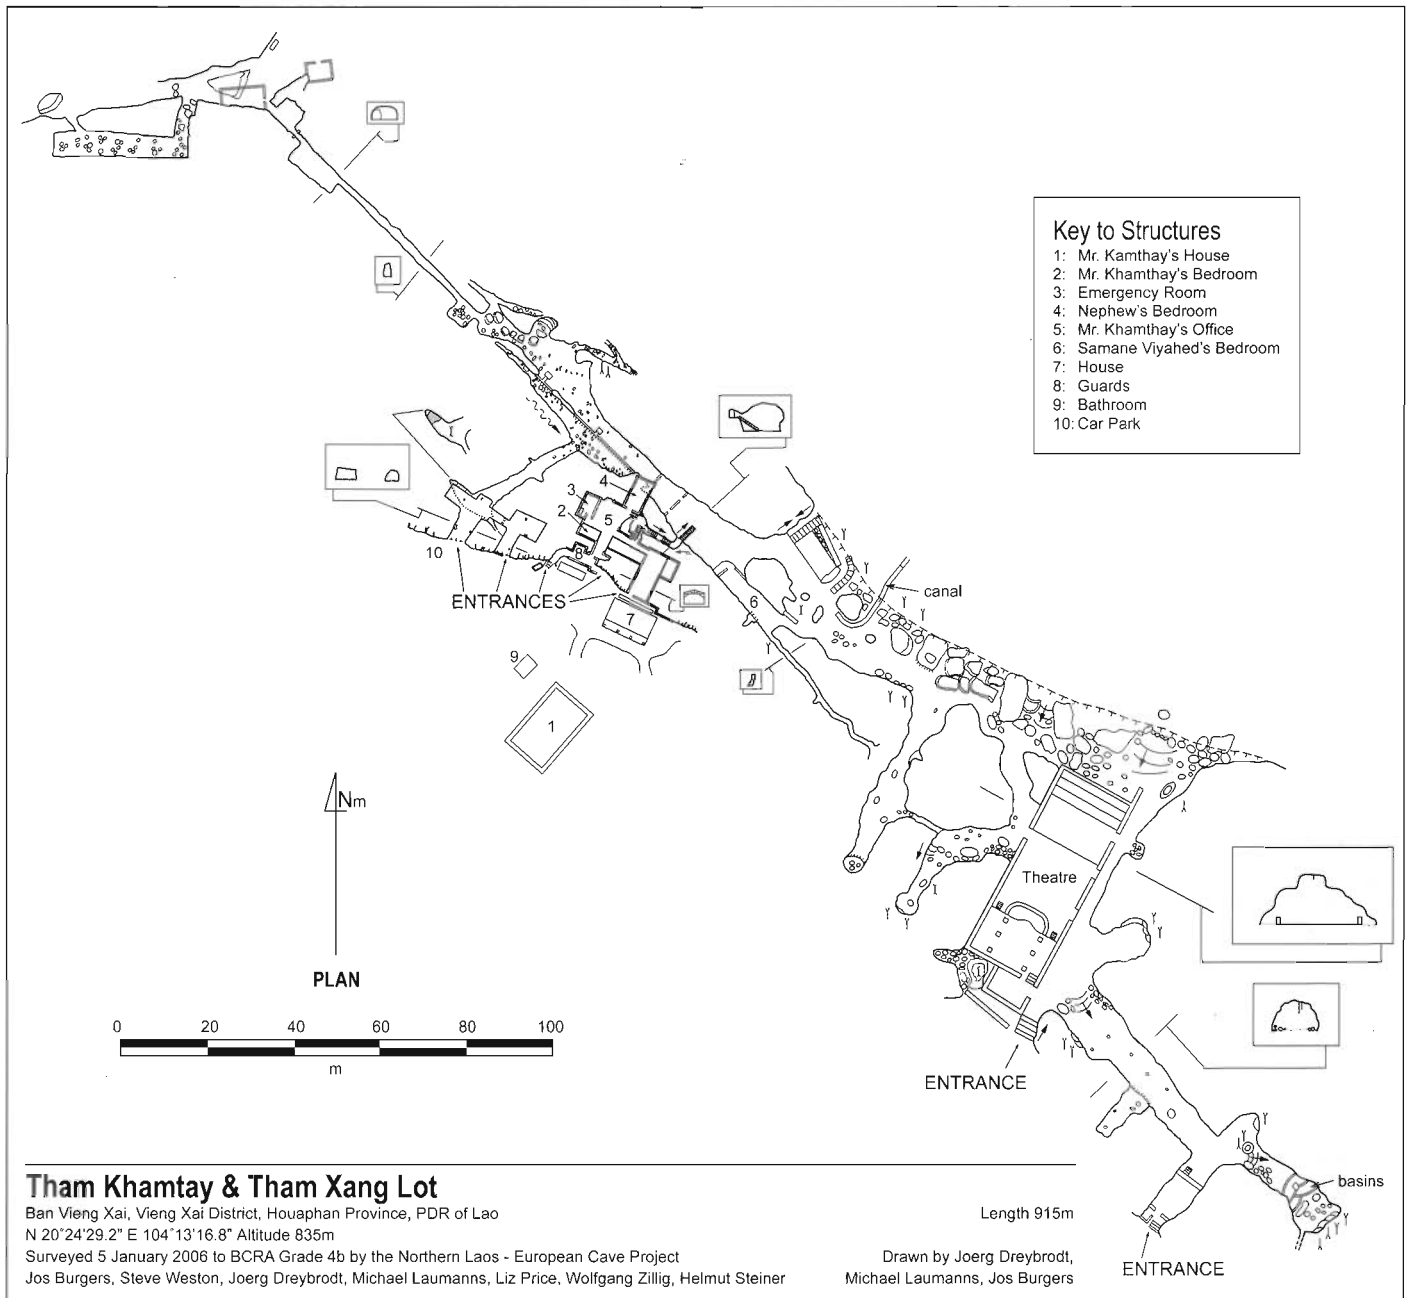 Key to Structures
1: Mr. Kamthay's House
2: Mr. Khamthay's Bedroom
3: Emergency Room
4: Nephew's Bedroom
5: Mr. Khamthay's Office
6: Samane Viyahed's Bedroom
7: House
8: Guards
9: Bathroom
10: Car Park
4
3
2
5
10
8
ENTRANCES
6
7
canal
9
1
Nm
Theatre
PLAN
0 20 40 60 80 100
m
ENTRANCE
basins
ENTRANCE
Tham Khamtay & Tham Xang Lot
Ban Vieng Xai, Vieng Xai District, Houaphan Province, PDR of Lao
Length 915m
N 20°24'29.2" E 104°13'16.8" Altitude 835m
Surveyed 5 January 2006 to BCRA Grade 4b by the Northern Laos - European Cave Project
Drawn by Joerg Dreybrodt,
Jos Burgers, Steve Weston, Joerg Dreybrodt, Michael Laumanns, Liz Price, Wolfgang Zillig, Helmut Steiner
Michael Laumanns, Jos Burgers